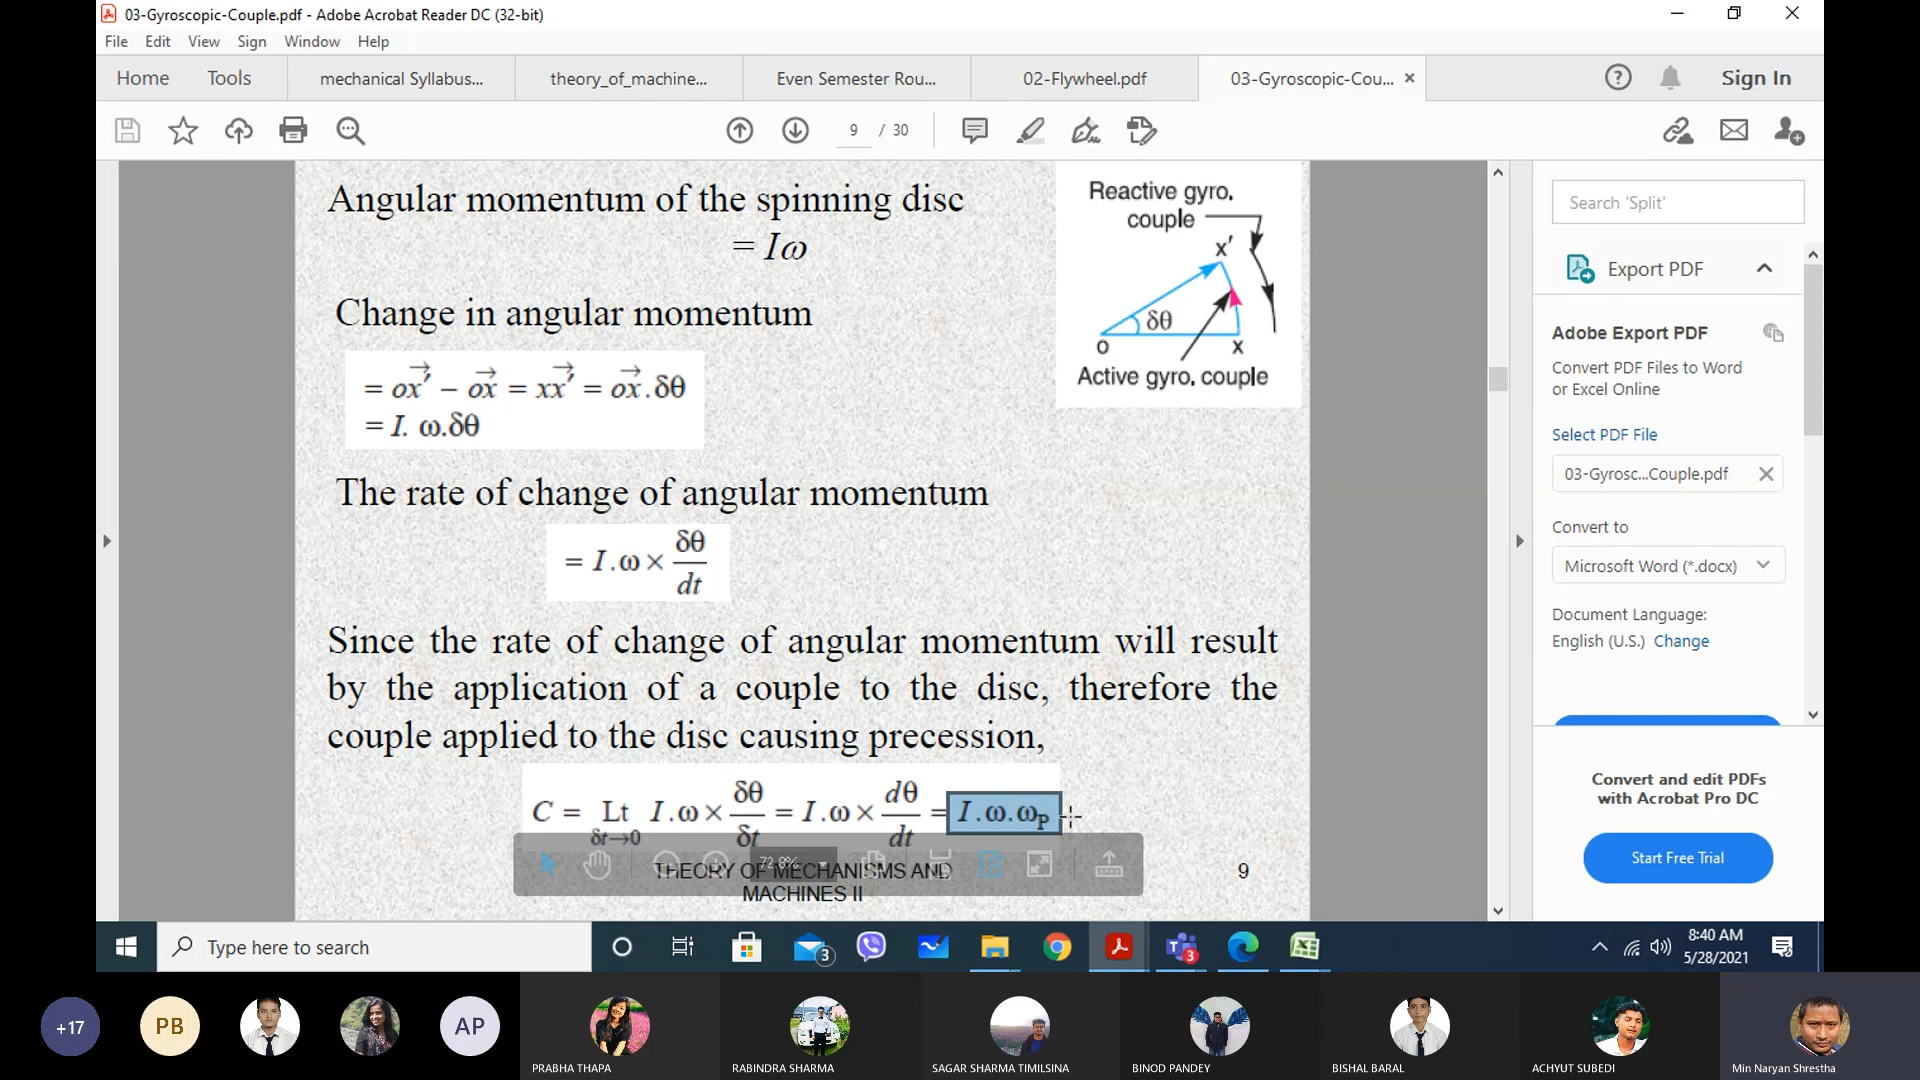 03-Gyroscopic-Couple.pdf - Adobe Acrobat Reader DC (32-bit)
File Edit View Sign Window Help
Home Tools mechanical Syllabus... theory_of_machine... Even Semester Rou... 02-Flywheel.pdf 03-Gyroscopic-Cou... × Sign In
9 / 30
Angular momentum of the spinning disc
= Iω
Change in angular momentum
= ox⃗′ − ox⃗ = xx⃗′ = ox⃗.δθ
= I. ω.δθ
The rate of change of angular momentum
= I.ω × δθ/dt
Since the rate of change of angular momentum will result
by the application of a couple to the disc, therefore the
couple applied to the disc causing precession,
C = Lt δt→0 I.ω × δθ/δt = I.ω × dθ/dt = I.ω.ωP
72.8%
THEORY OF MECHANISMS AND
MACHINES II
9
Reactive gyro.
couple
x′
δθ
o x
Active gyro. couple
Search 'Split'
Export PDF
Adobe Export PDF
Convert PDF Files to Word
or Excel Online
Select PDF File
03-Gyrosc...Couple.pdf
Convert to
Microsoft Word (*.docx)
Document Language:
English (U.S.) Change
Convert and edit PDFs
with Acrobat Pro DC
Start Free Trial
Type here to search
3
3
8:40 AM
5/28/2021
+17 PB AP
PRABHA THAPA RABINDRA SHARMA SAGAR SHARMA TIMILSINA BINOD PANDEY BISHAL BARAL ACHYUT SUBEDI Min Naryan Shrestha